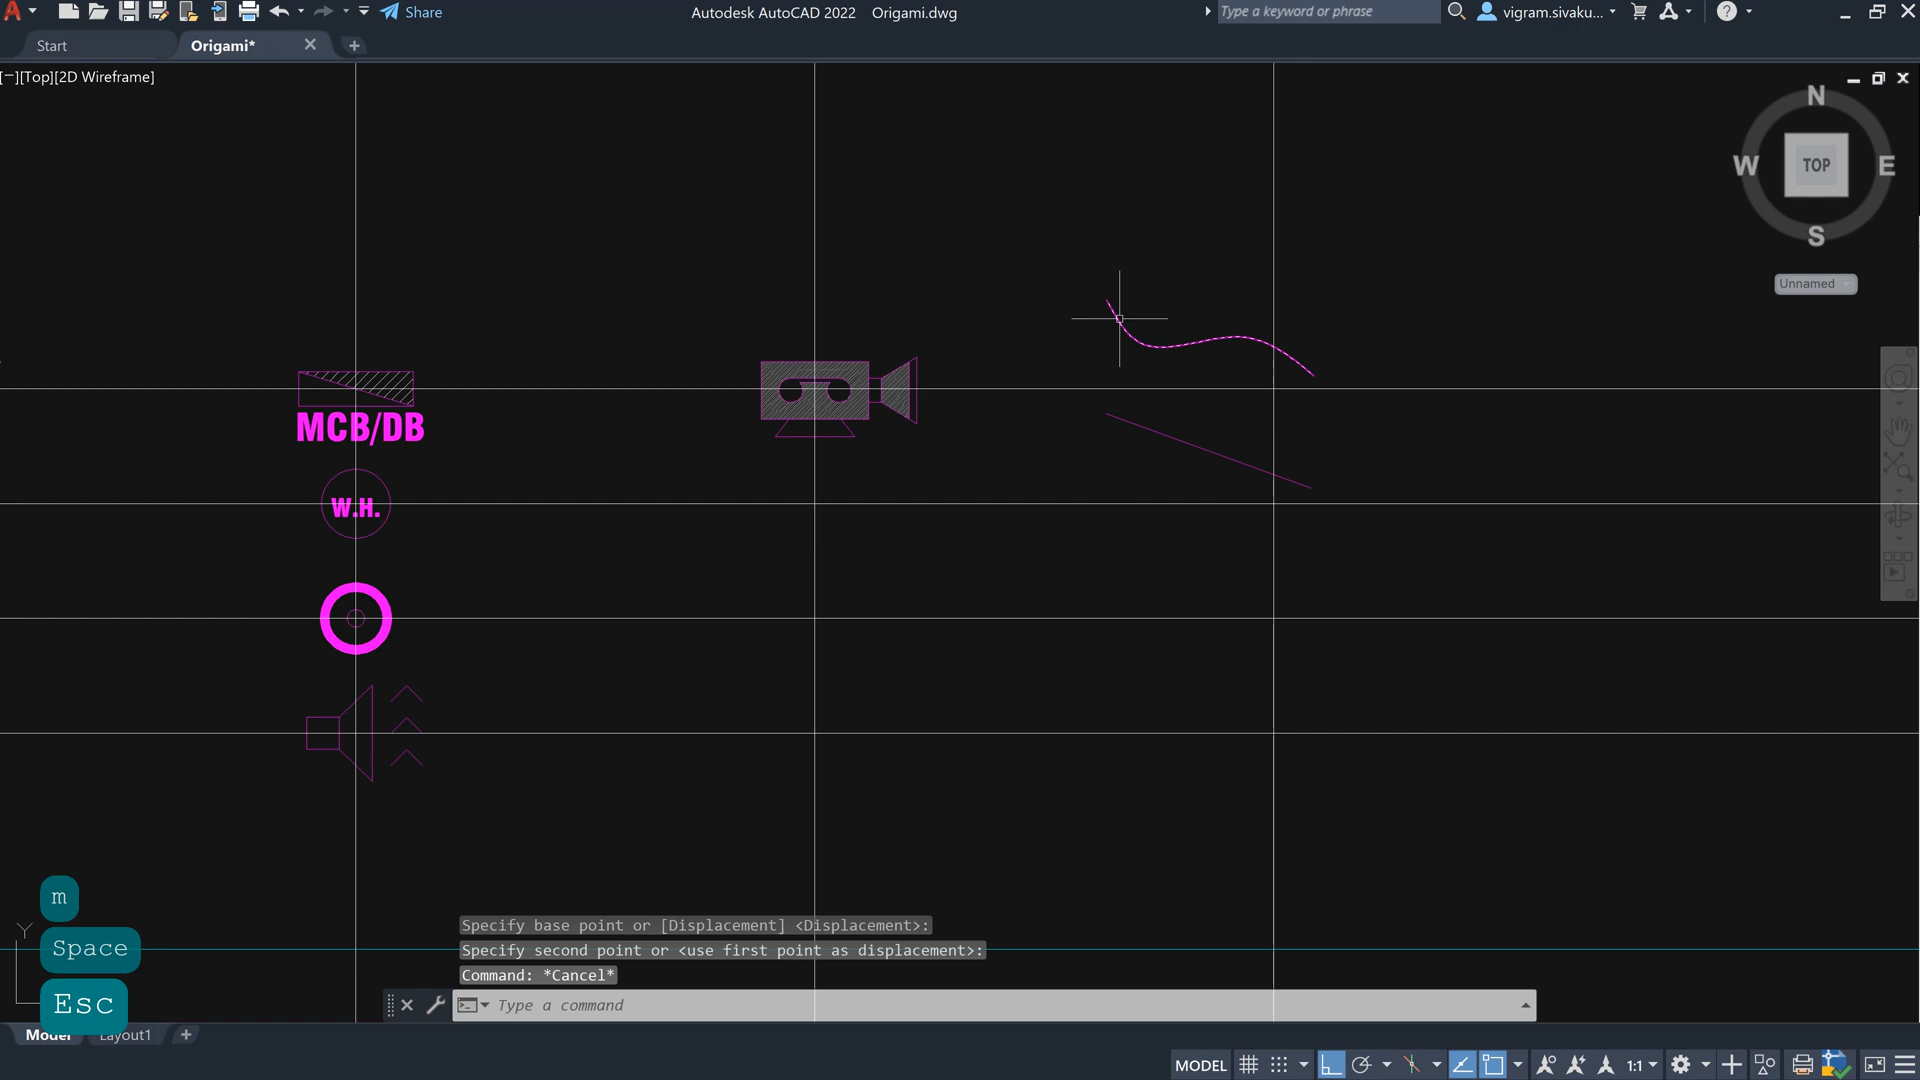 Share
Autodesk AutoCAD 2022 Origami.dwg
Type a keyword or phrase
vigram.sivaku...
Start
Origami*
[−][Top][2D Wireframe]
N
W
TOP
E
S
Unnamed
MCB/DB
W.H.
m
Y
Space
Esc
Specify base point or [Displacement] <Displacement>:
Specify second point or <use first point as displacement>:
Command: *Cancel*
Type a command
Model
Layout1
MODEL
1:1